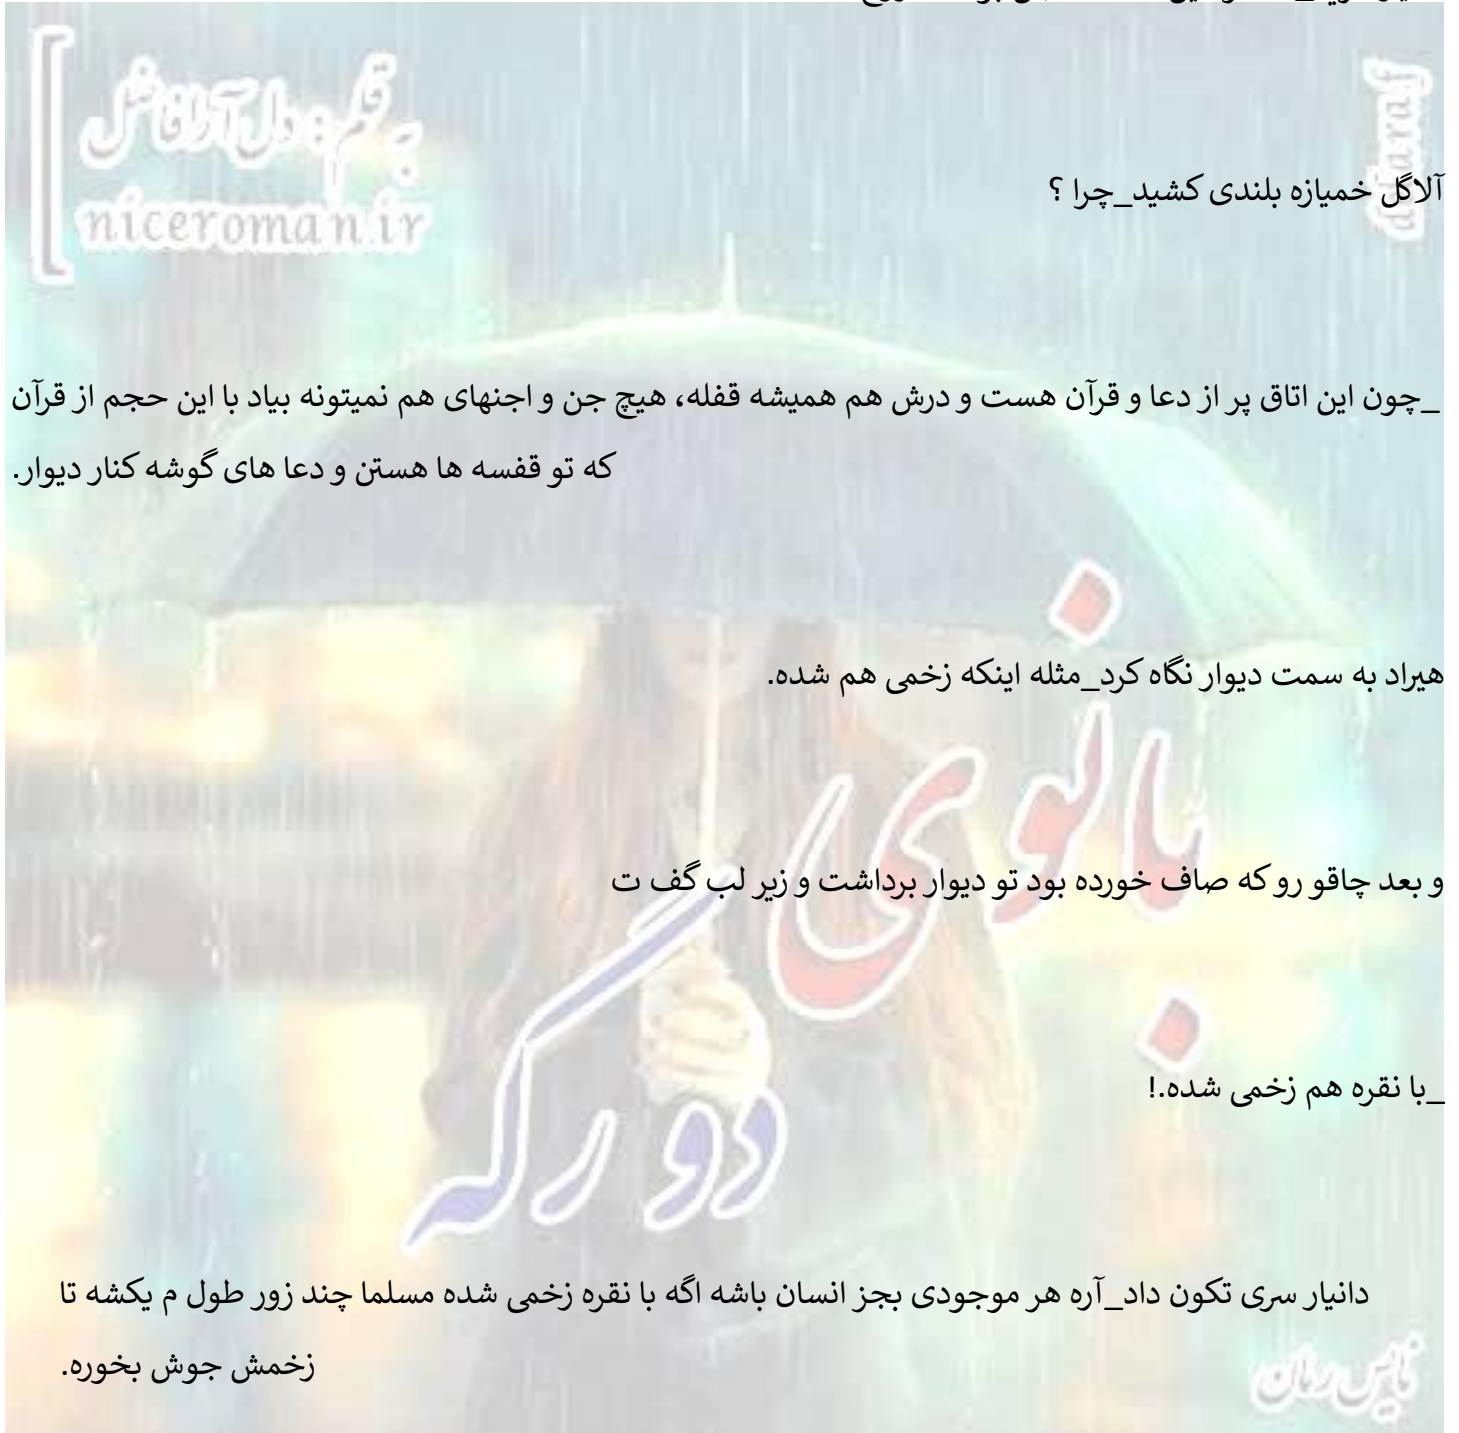 به قلم : دل آرا فاضل
niceroman.ir
آلاگل خمیازه بلندی کشید_چرا ؟
_چون این اتاق پر از دعا و قرآن هست و درش هم همیشه قفله، هیچ جن و اجنهای هم نمیتونه بیاد با این حجم از قرآن
که تو قفسه ها هستن و دعا های گوشه کنار دیوار.
هیراد به سمت دیوار نگاه کرد_مثله اینکه زخمی هم شده.
بانوی
و بعد چاقو رو که صاف خورده بود تو دیوار برداشت و زیر لب گف ت
دو رگه
_با نقره هم زخمی شده.!
دانیار سری تکون داد_آره هر موجودی بجز انسان باشه اگه با نقره زخمی شده مسلما چند زور طول م یکشه تا
زخمش جوش بخوره.
نایس رمان